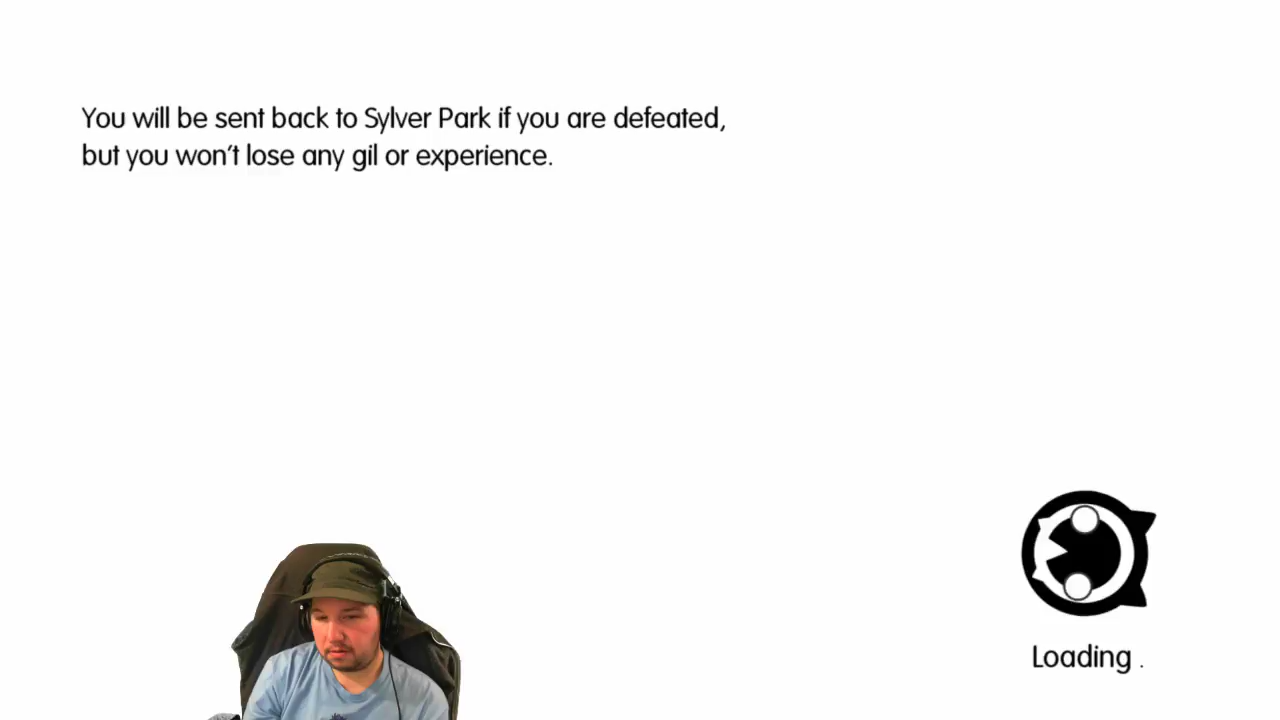 You will be sent back to Sylver Park if you are defeated,
but you won't lose any gil or experience.
Loading .